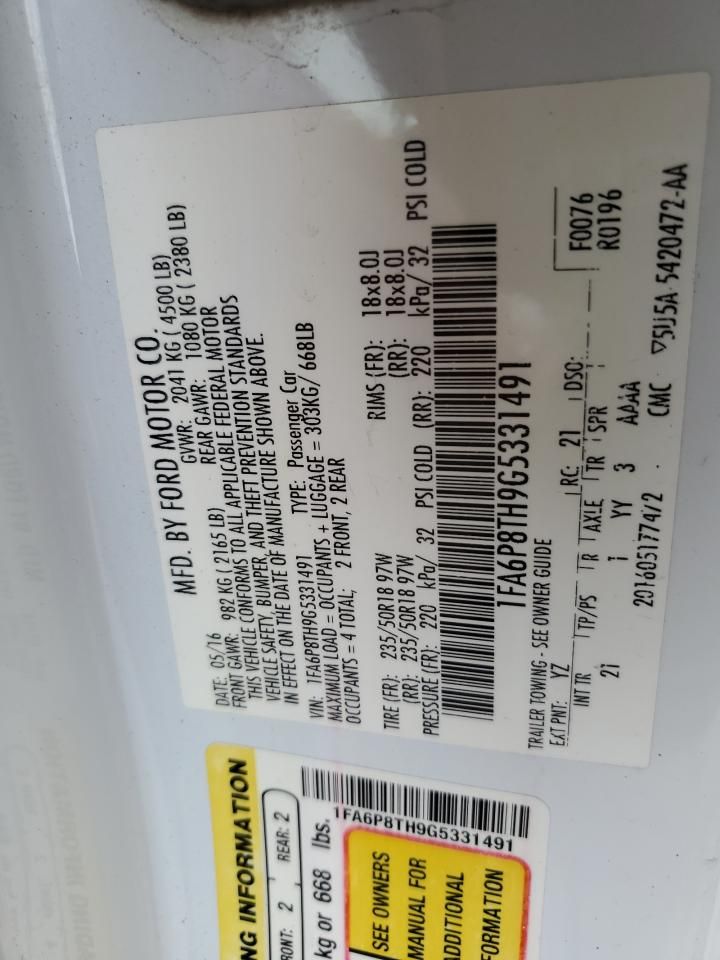 MFD. BY FORD MOTOR CO.
DATE: 05/16 GVWR: 2041 KG ( 4500 LB)
FRONT GAWR: 982 KG ( 2165 LB) REAR GAWR: 1080 KG ( 2380 LB)
THIS VEHICLE CONFORMS TO ALL APPLICABLE FEDERAL MOTOR
VEHICLE SAFETY, BUMPER, AND THEFT PREVENTION STANDARDS
IN EFFECT ON THE DATE OF MANUFACTURE SHOWN ABOVE.
VIN: 1FA6P8TH9G5331491 TYPE: Passenger Car
MAXIMUM LOAD = OCCUPANTS + LUGGAGE = 303KG/ 668LB
OCCUPANTS = 4 TOTAL; 2 FRONT, 2 REAR
TIRE (FR): 235/50R18 97W RIMS (FR): 18x8.0J
(RR): 235/50R18 97W (RR): 18x8.0J
PRESSURE (FR): 220 kPa/ 32 PSI COLD (RR): 220 kPa/ 32 PSI COLD
1FA6P8TH9G5331491
TRAILER TOWING - SEE OWNER GUIDE
F0076
EXT PNT: YZ RC: 21 DSO: R0196
INT TR TP/PS R AXLE TR SPR
21 1 YY 3 AAAA
CMC 5U5A-5420472-AA
NG INFORMATION
RONT: 2 REAR: 2
kg or 668 lbs.
1FA6P8TH9G5331491
SEE OWNERS
MANUAL FOR
ADDITIONAL
FORMATION